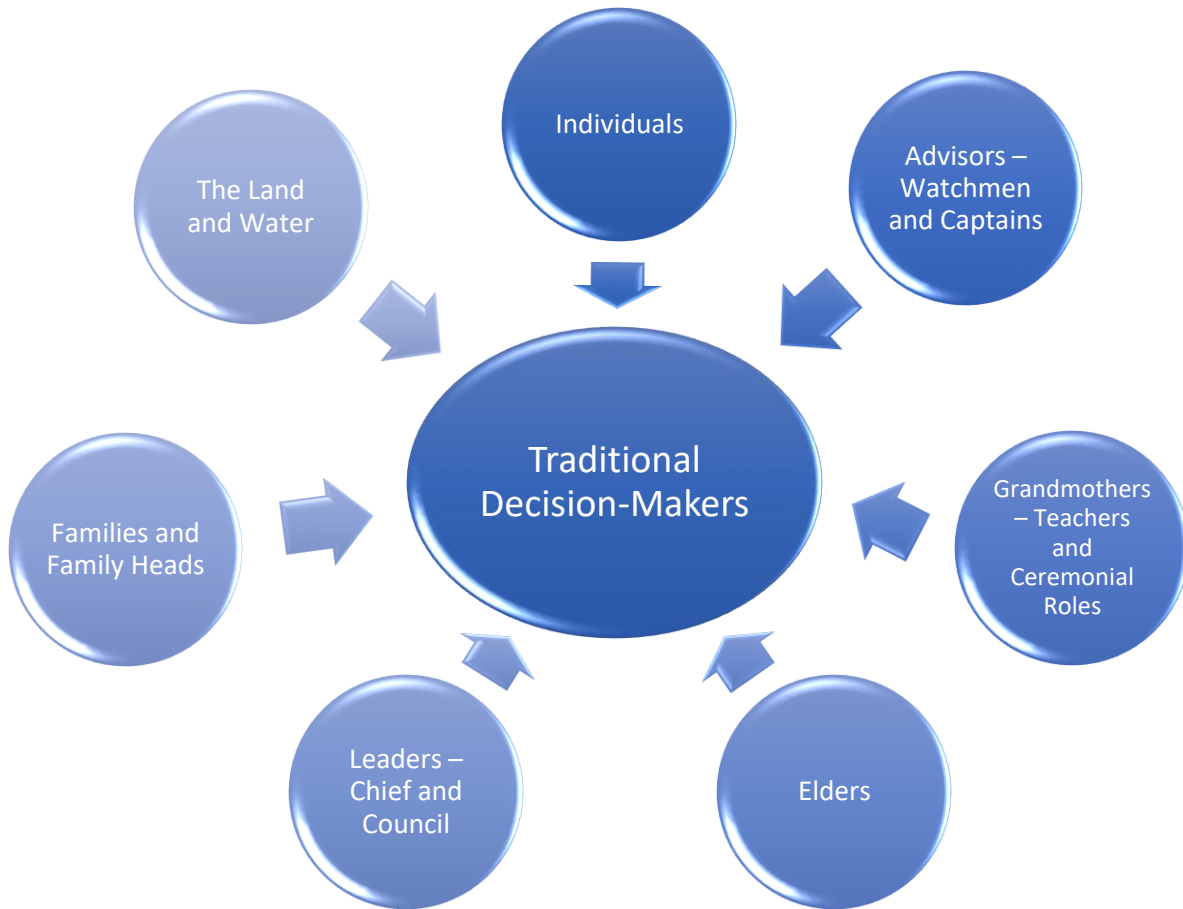 Individuals
Advisors –
Watchmen
and Captains
The Land
and Water
Traditional
Decision-Makers
Grandmothers
– Teachers
and
Ceremonial
Roles
Families and
Family Heads
Leaders –
Chief and
Council
Elders